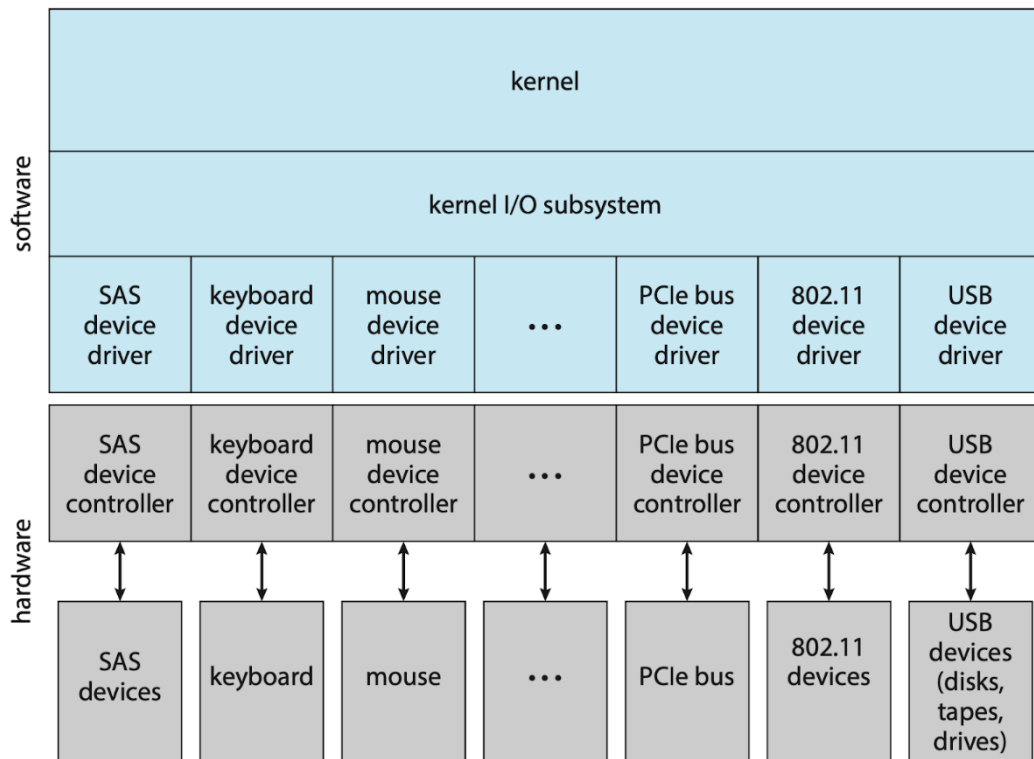 software
kernel
kernel I/O subsystem
SAS
device
driver
keyboard
device
driver
mouse
device
driver
...
PCIe bus
device
driver
802.11
device
driver
USB
device
driver
hardware
SAS
device
controller
keyboard
device
controller
mouse
device
controller
...
PCIe bus
device
controller
802.11
device
controller
USB
device
controller
SAS
devices
keyboard
mouse
...
PCIe bus
802.11
devices
USB
devices
(disks,
tapes,
drives)